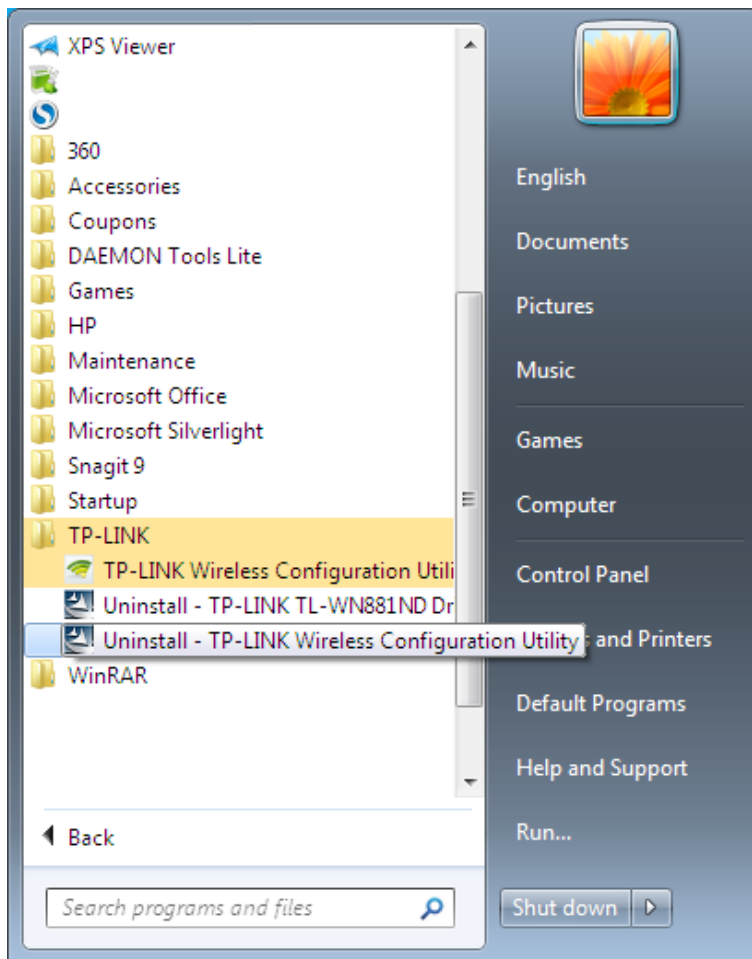 XPS Viewer
360
Accessories
Coupons
DAEMON Tools Lite
Games
HP
Maintenance
Microsoft Office
Microsoft Silverlight
Snagit 9
Startup
TP-LINK
TP-LINK Wireless Configuration Utili
Uninstall - TP-LINK TL-WN881ND Dr
Uninstall - TP-LINK Wireless Configuration Utility
WinRAR
Back
Search programs and files
English
Documents
Pictures
Music
Games
Computer
Control Panel
and Printers
Default Programs
Help and Support
Run...
Shut down